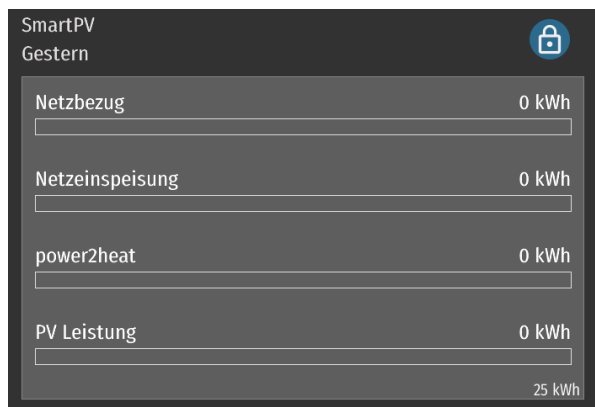 SmartPV
Gestern
Netzbezug 0 kWh
Netzeinspeisung 0 kWh
power2heat 0 kWh
PV Leistung 0 kWh
25 kWh